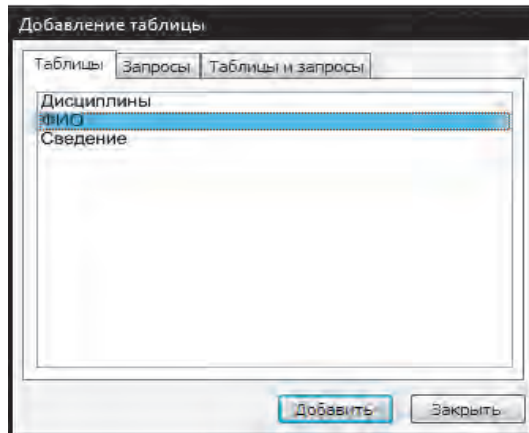 Добавление таблицы
Таблицы Запросы Таблицы и запросы
Дисциплины
ФИО
Сведение
Добавить Закрыть